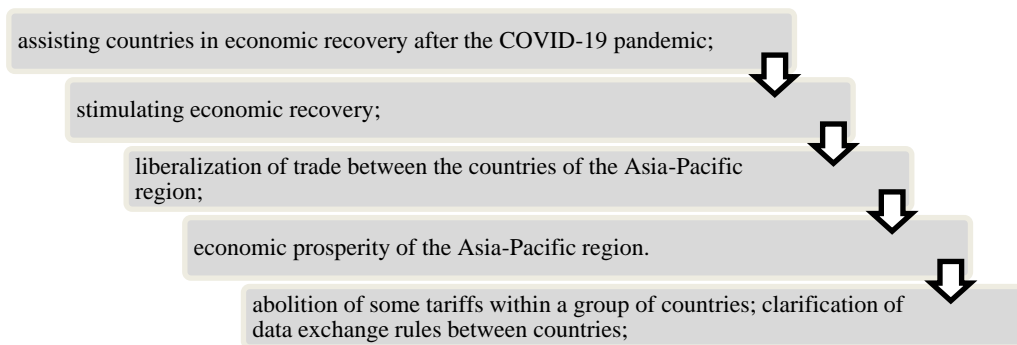 assisting countries in economic recovery after the COVID-19 pandemic;
stimulating economic recovery;
liberalization of trade between the countries of the Asia-Pacific
region;
economic prosperity of the Asia-Pacific region.
abolition of some tariffs within a group of countries; clarification of
data exchange rules between countries;